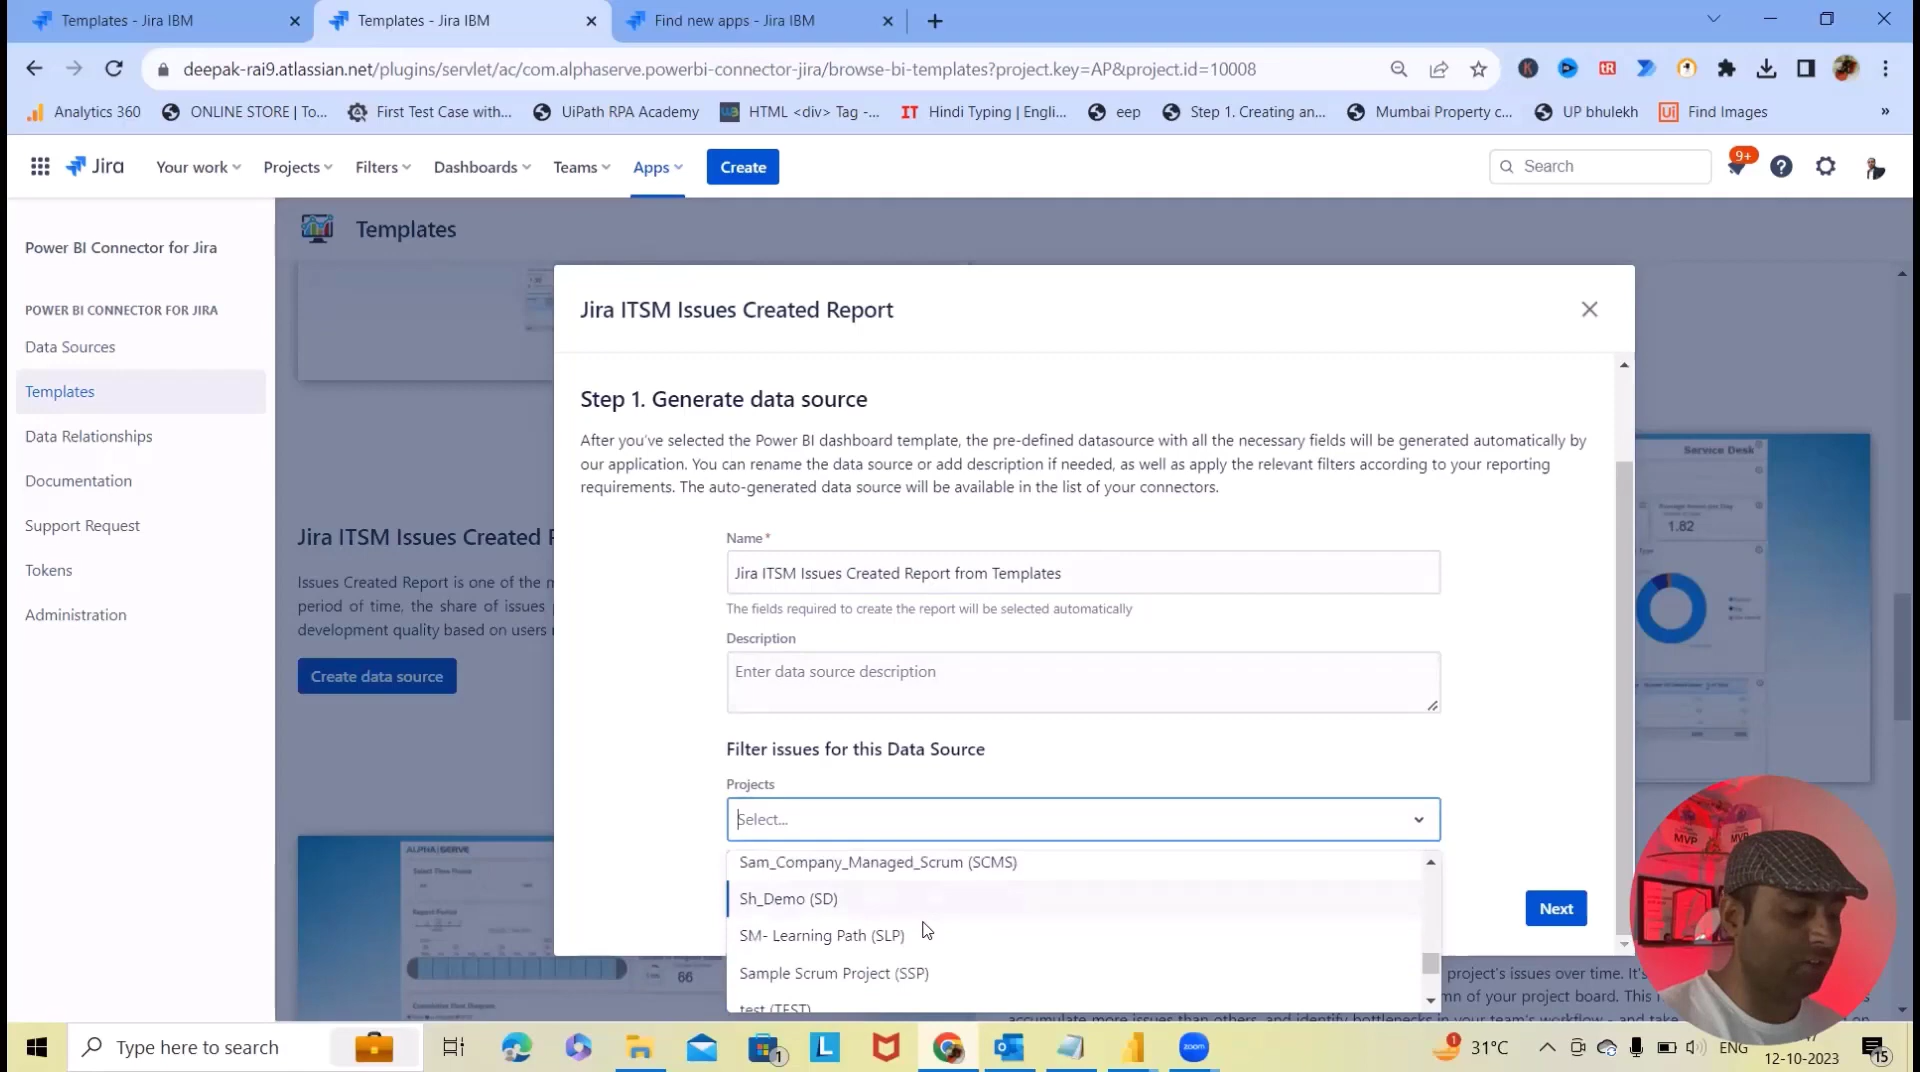 Templates - Jira IBM
Templates - Jira IBM
Find new apps - Jira IBM
deepak-rai9.atlassian.net/plugins/servlet/ac/com.alphaserve.powerbi-connector-jira/browse-bi-templates?project.key=AP&project.id=10008
Analytics 360
ONLINE STORE | To...
First Test Case with...
UiPath RPA Academy
HTML <div> Tag -...
Hindi Typing | Engli...
eep
Step 1. Creating an...
Mumbai Property c...
UP bhulekh
Find Images
Jira
Your work
Projects
Filters
Dashboards
Teams
Apps
Create
Search
9+
Power BI Connector for Jira
POWER BI CONNECTOR FOR JIRA
Data Sources
Templates
Data Relationships
Documentation
Support Request
Tokens
Administration
Templates
Jira ITSM Issues Created
Issues Created Report is one of the
period of time, the share of issues
development quality based on users
Create data source
Jira ITSM Issues Created Report
Step 1. Generate data source
After you've selected the Power BI dashboard template, the pre-defined datasource with all the necessary fields will be generated automatically by
our application. You can rename the data source or add description if needed, as well as apply the relevant filters according to your reporting
requirements. The auto-generated data source will be available in the list of your connectors.
Name*
Jira ITSM Issues Created Report from Templates
The fields required to create the report will be selected automatically
Description
Enter data source description
Filter issues for this Data Source
Projects
Select...
Sam_Company_Managed_Scrum (SCMS)
Sh_Demo (SD)
SM- Learning Path (SLP)
Sample Scrum Project (SSP)
test (TEST)
Next
Service Desk
1.82
ALPHA SERVE
66
project's issues over time. It's
mn of your project board. This
accumulate more issues than others, and identify bottlenecks in your team's workflow - and take
MVP
MVP
Type here to search
1
zoom
1
31°C
ENG
12-10-2023
15